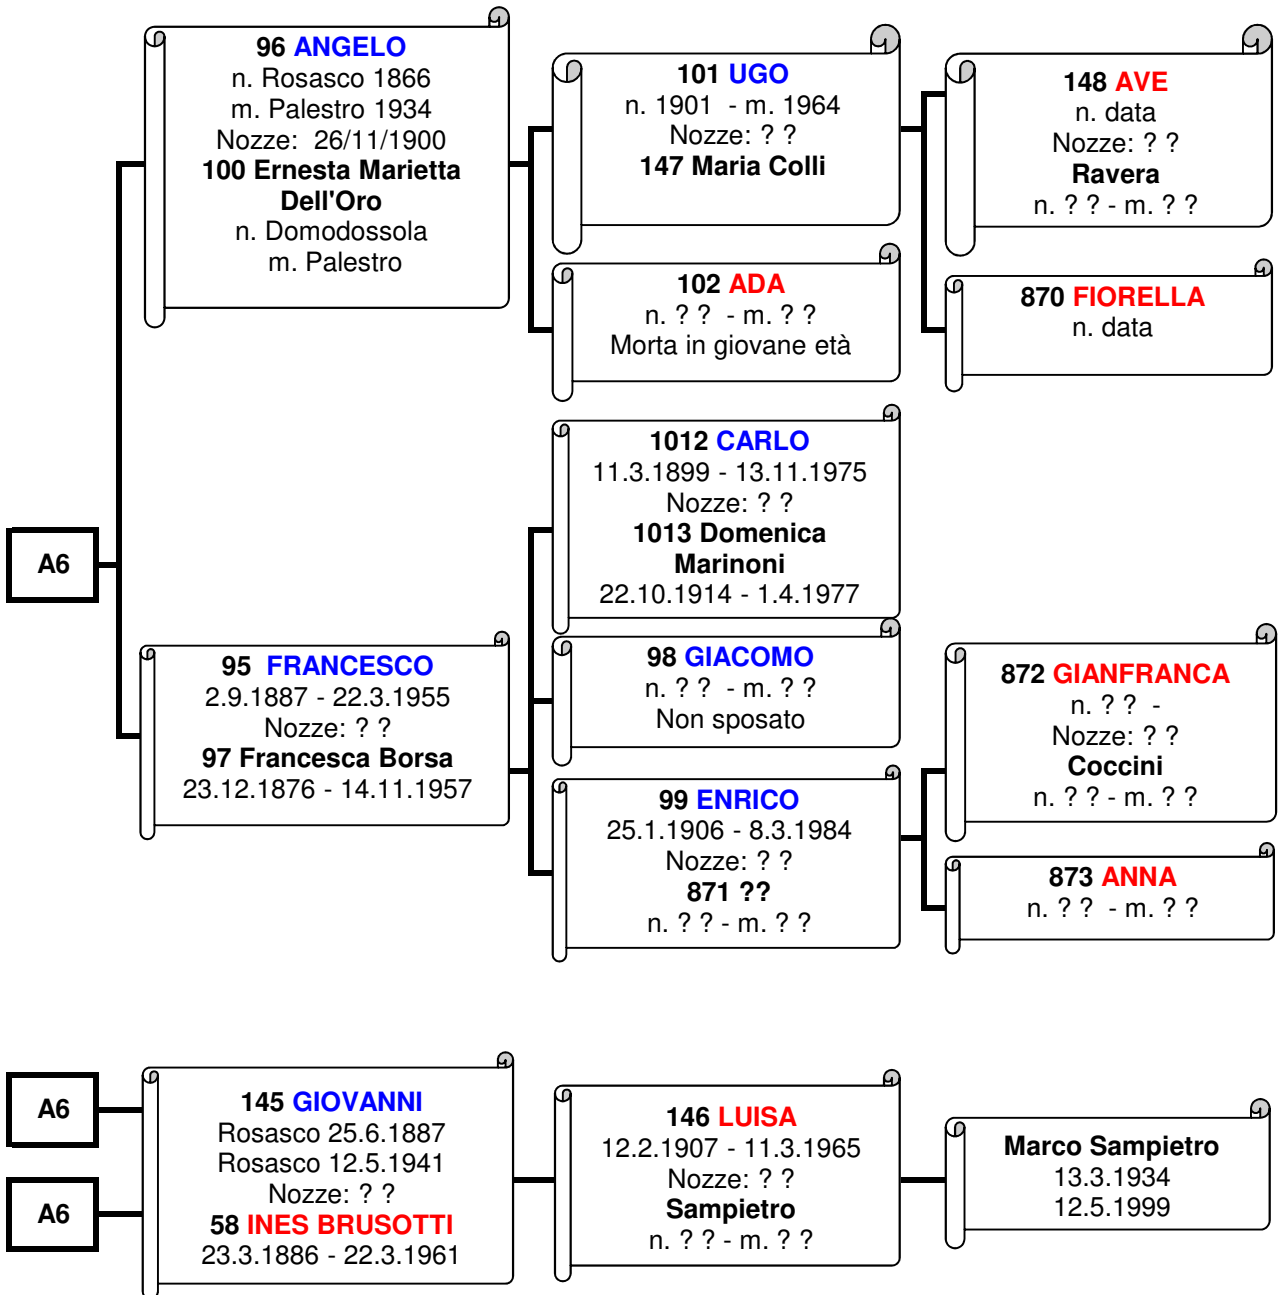 96 ANGELO
n. Rosasco 1866
m. Palestro 1934
Nozze: 26/11/1900
100 Ernesta Marietta
Dell'Oro
n. Domodossola
m. Palestro
101 UGO
n. 1901 - m. 1964
Nozze: ? ?
147 Maria Colli
148 AVE
n. data
Nozze: ? ?
Ravera
n. ? ? - m. ? ?
102 ADA
n. ? ? - m. ? ?
Morta in giovane età
870 FIORELLA
n. data
A6
1012 CARLO
11.3.1899 - 13.11.1975
Nozze: ? ?
1013 Domenica
Marinoni
22.10.1914 - 1.4.1977
95 FRANCESCO
2.9.1887 - 22.3.1955
Nozze: ? ?
97 Francesca Borsa
23.12.1876 - 14.11.1957
98 GIACOMO
n. ? ? - m. ? ?
Non sposato
872 GIANFRANCA
n. ? ? -
Nozze: ? ?
Coccini
n. ? ? - m. ? ?
99 ENRICO
25.1.1906 - 8.3.1984
Nozze: ? ?
871 ??
n. ? ? - m. ? ?
873 ANNA
n. ? ? - m. ? ?
A6
A6
145 GIOVANNI
Rosasco 25.6.1887
Rosasco 12.5.1941
Nozze: ? ?
58 INES BRUSOTTI
23.3.1886 - 22.3.1961
146 LUISA
12.2.1907 - 11.3.1965
Nozze: ? ?
Sampietro
n. ? ? - m. ? ?
Marco Sampietro
13.3.1934
12.5.1999